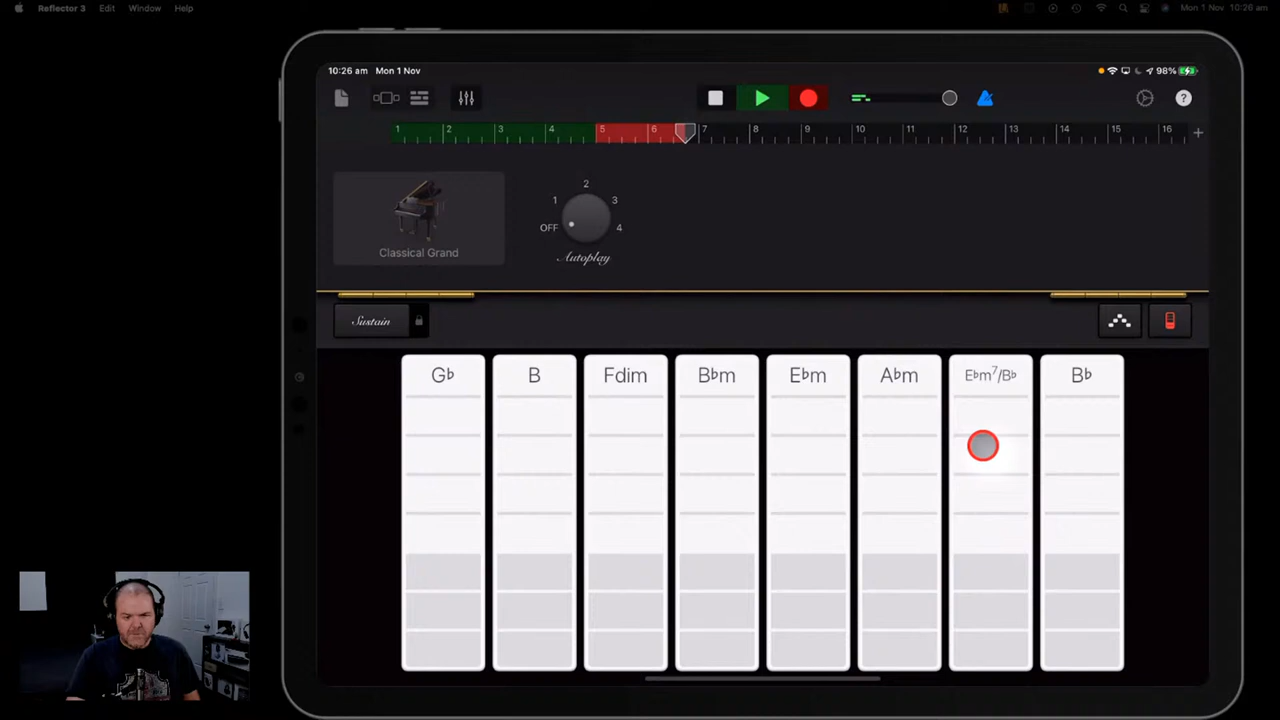 Reflector 3 Edit Window Help Mon 1 Nov 10:26 am
10:26 am Mon 1 Nov 98%
1 2 3 4 5 6 7 8 9 10 11 12 13 14 15 16 +
2
1 3
OFF 4
Classical Grand Autoplay
Sustain
G♭ B Fdim B♭m E♭m A♭m E♭m7/B♭ B♭